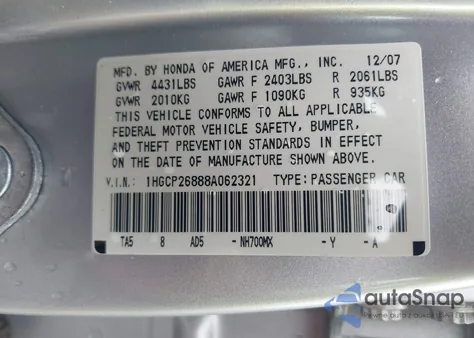 MFD. BY HONDA OF AMERICA MFG., INC. 12/07
GVWR 4431LBS GAWR F 2403LBS R 2061LBS
GVWR 2010KG GAWR F 1090KG R 935KG
THIS VEHICLE CONFORMS TO ALL APPLICABLE
FEDERAL MOTOR VEHICLE SAFETY, BUMPER,
AND THEFT PREVENTION STANDARDS IN EFFECT
ON THE DATE OF MANUFACTURE SHOWN ABOVE.
V.I.N.: 1HGCP26888A062321 TYPE: PASSENGER CAR
TA5 8 AD5 -NH700MX -Y -A
autaSnap